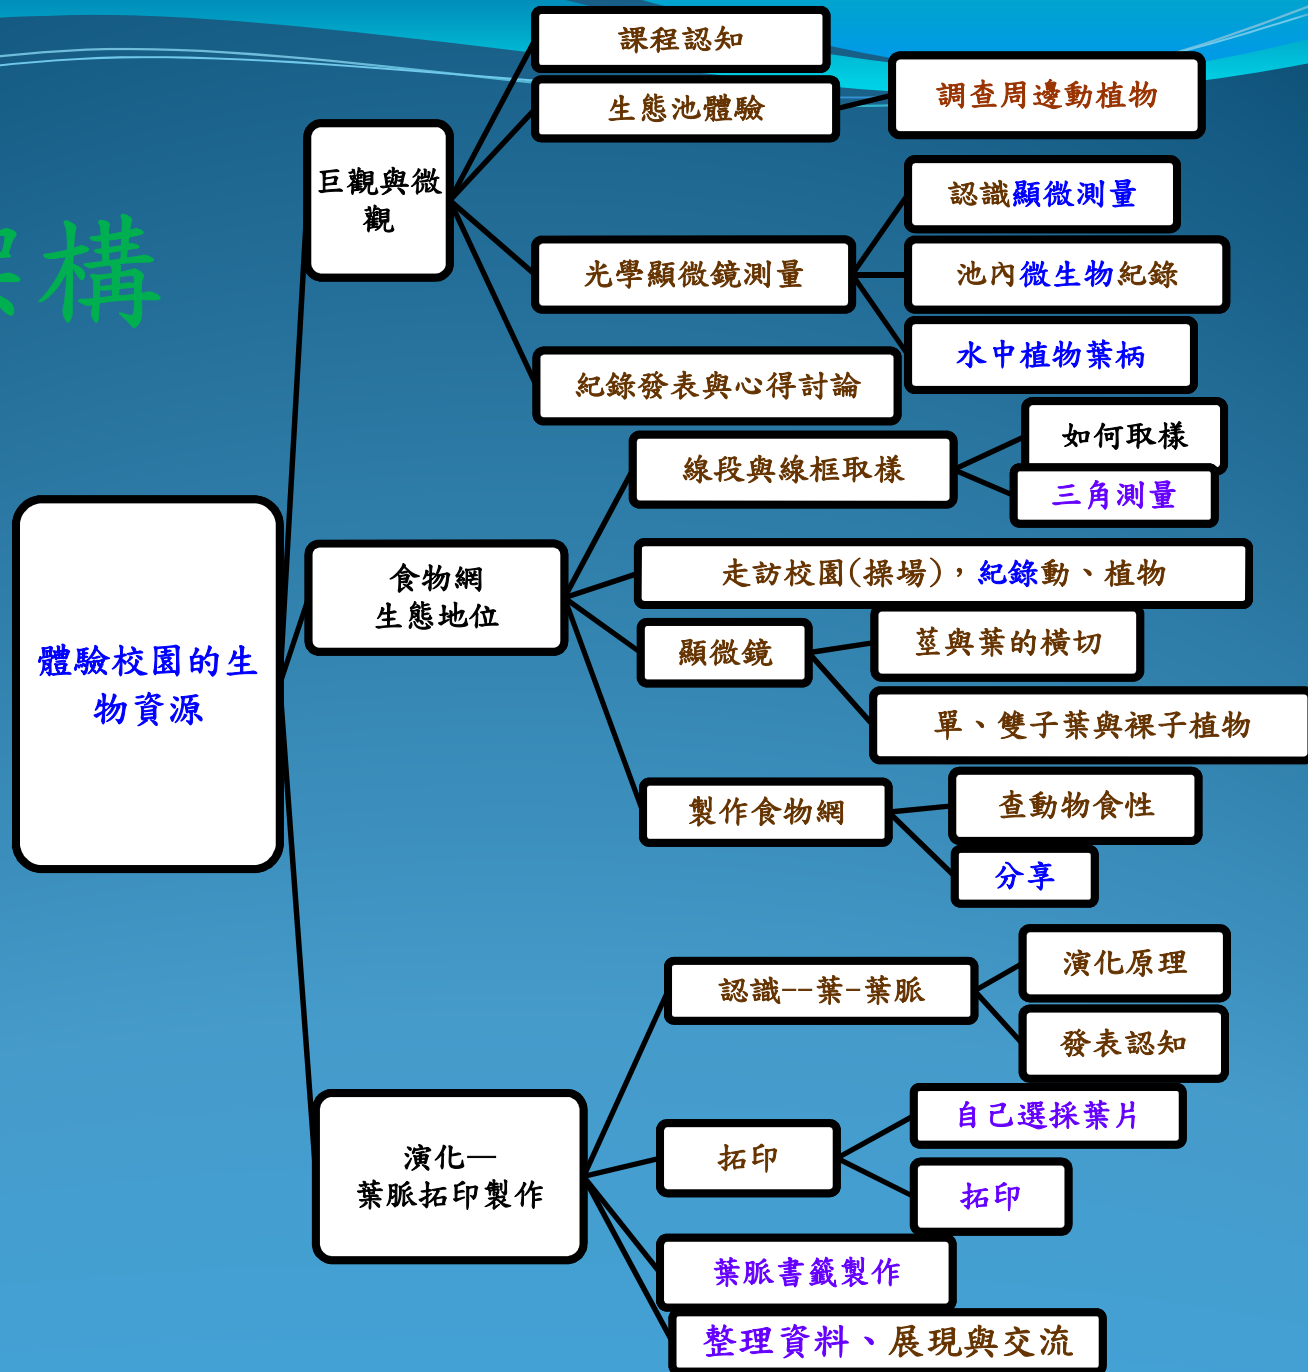 架構
體驗校園的生
物資源
巨觀與微
觀
課程認知
生態池體驗
調查周邊動植物
光學顯微鏡測量
認識顯微測量
池內微生物紀錄
水中植物葉柄
紀錄發表與心得討論
食物網
生態地位
線段與線框取樣
如何取樣
三角測量
走訪校園(操場)，紀錄動、植物
顯微鏡
莖與葉的橫切
單、雙子葉與裸子植物
製作食物網
查動物食性
分享
演化—
葉脈拓印製作
認識--葉-葉脈
演化原理
發表認知
拓印
自己選採葉片
拓印
葉脈書籤製作
整理資料、展現與交流